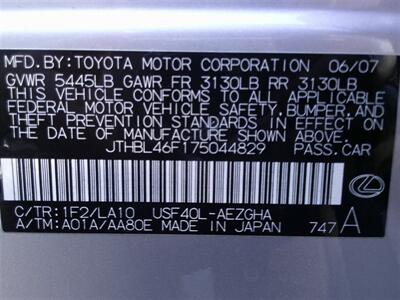 MFD.BY:TOYOTA MOTOR CORPORATION 06/07
GVWR 5445LB GAWR FR 3130LB RR 3130LB
THIS VEHICLE CONFORMS TO ALL APPLICABLE
FEDERAL MOTOR VEHICLE SAFETY, BUMPER, AND
THEFT PREVENTION STANDARDS IN EFFECT ON
THE DATE OF MANUFACTURE SHOWN ABOVE.
JTHBL46F175044829 PASS.CAR
C/TR:1F2/LA10 USF40L-AEZGHA
A/TM:A01A/AA80E MADE IN JAPAN 747 A